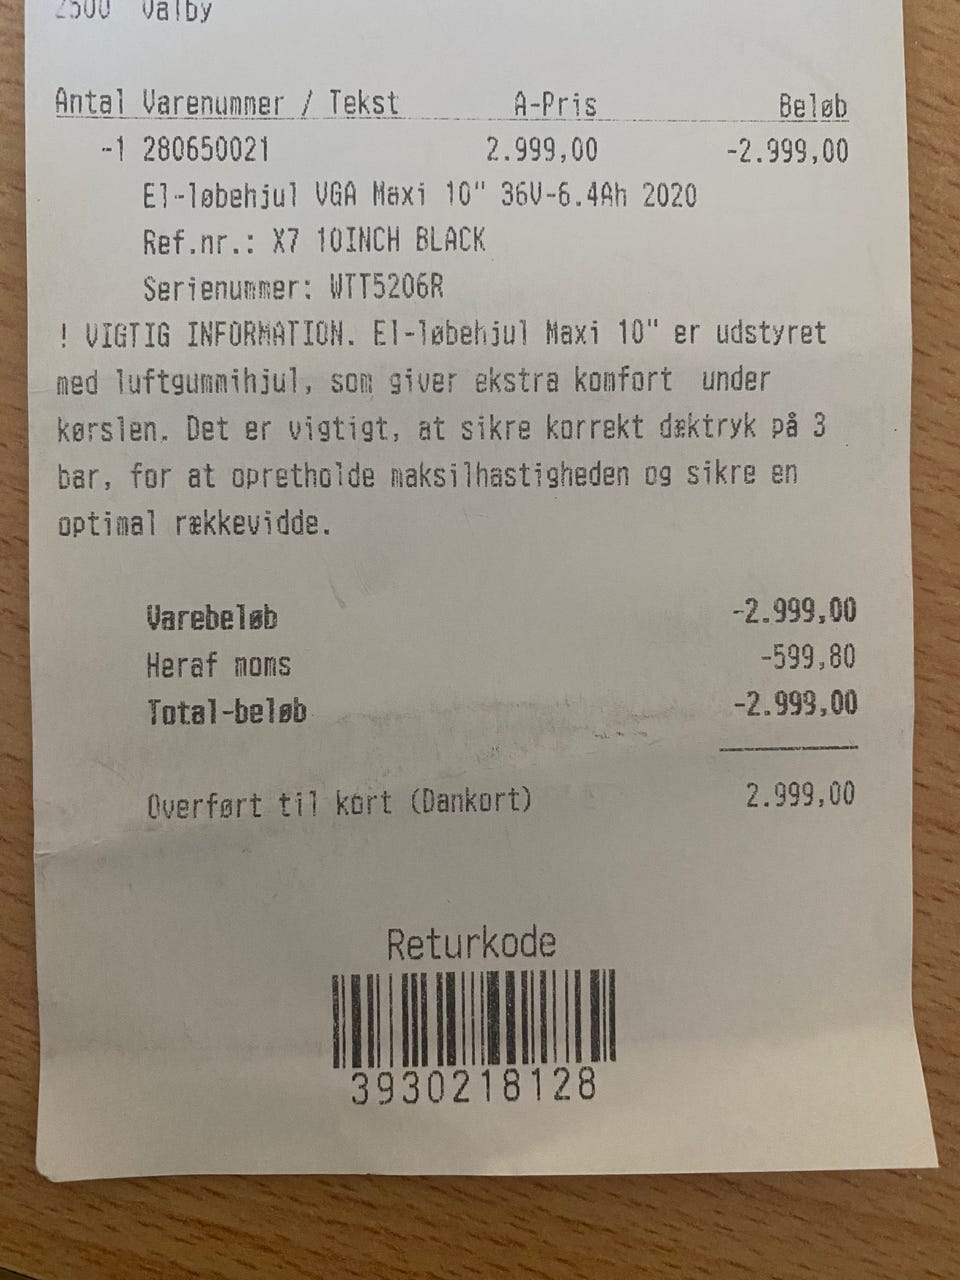 2500 Valby
Antal Varenummer / Tekst A-Pris Beløb
-1 280650021 2.999,00 -2.999,00
El-løbehjul VGA Maxi 10" 36V-6.4Ah 2020
Ref.nr.: X7 10INCH BLACK
Serienummer: WTT5206R
! VIGTIG INFORMATION. El-løbehjul Maxi 10" er udstyret
med luftgummihjul, som giver ekstra komfort under
kørslen. Det er vigtigt, at sikre korrekt dæktryk på 3
bar, for at opretholde maksilhastigheden og sikre en
optimal rækkevidde.
Varebeløb -2.999,00
Heraf moms -599,80
Total-beløb -2.999,00
Overført til kort (Dankort) 2.999,00
Returkode
3930218128